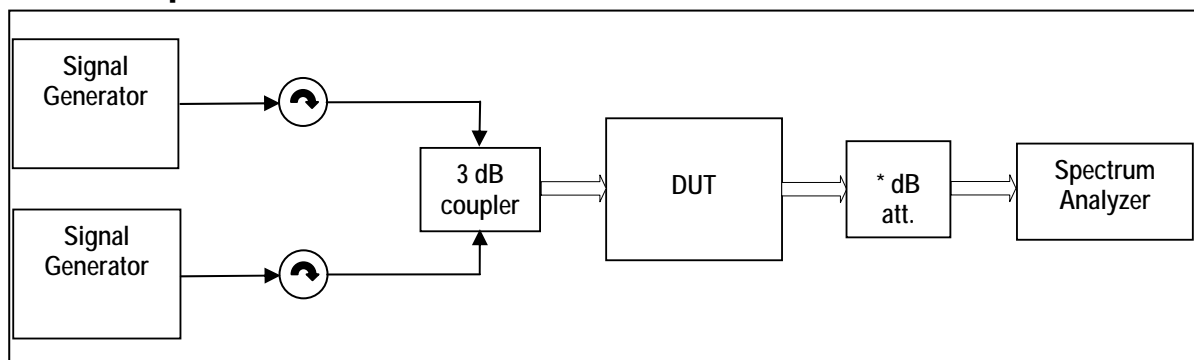 Signal
Generator
3 dB
coupler
DUT
* dB
att.
Spectrum
Analyzer
Signal
Generator